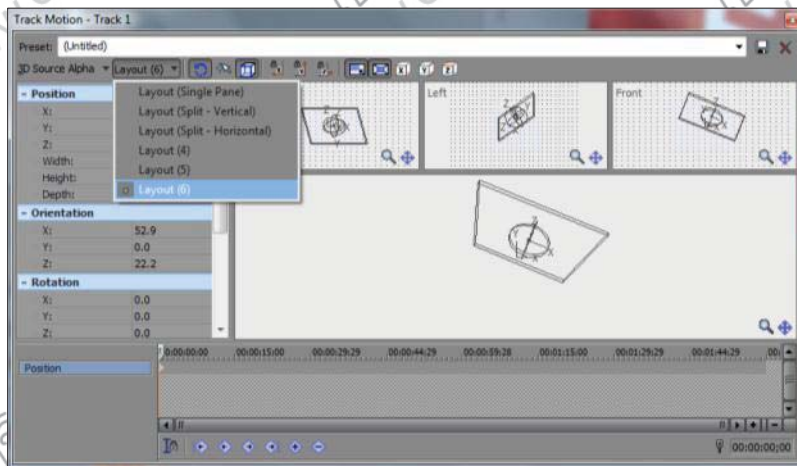 Track Motion - Track 1
Preset: (Untitled)
3D Source Alpha Layout (6)
Layout (Single Pane)
Layout (Split - Vertical)
Layout (Split - Horizontal)
Layout (4)
Layout (5)
Layout (6)
Position
X:
Y:
Z:
Width:
Height:
Depth:
Orientation
X: 52.9
Y: 0.0
Z: 22.2
Rotation
X: 0.0
Y: 0.0
Z: 0.0
Left
Front
0:00:00:00 00:00:15:00 00:00:29:29 00:00:44:29 00:00:59:28 00:01:15:00 00:01:29:29 00:01:44:29
Position
00:00:00;00